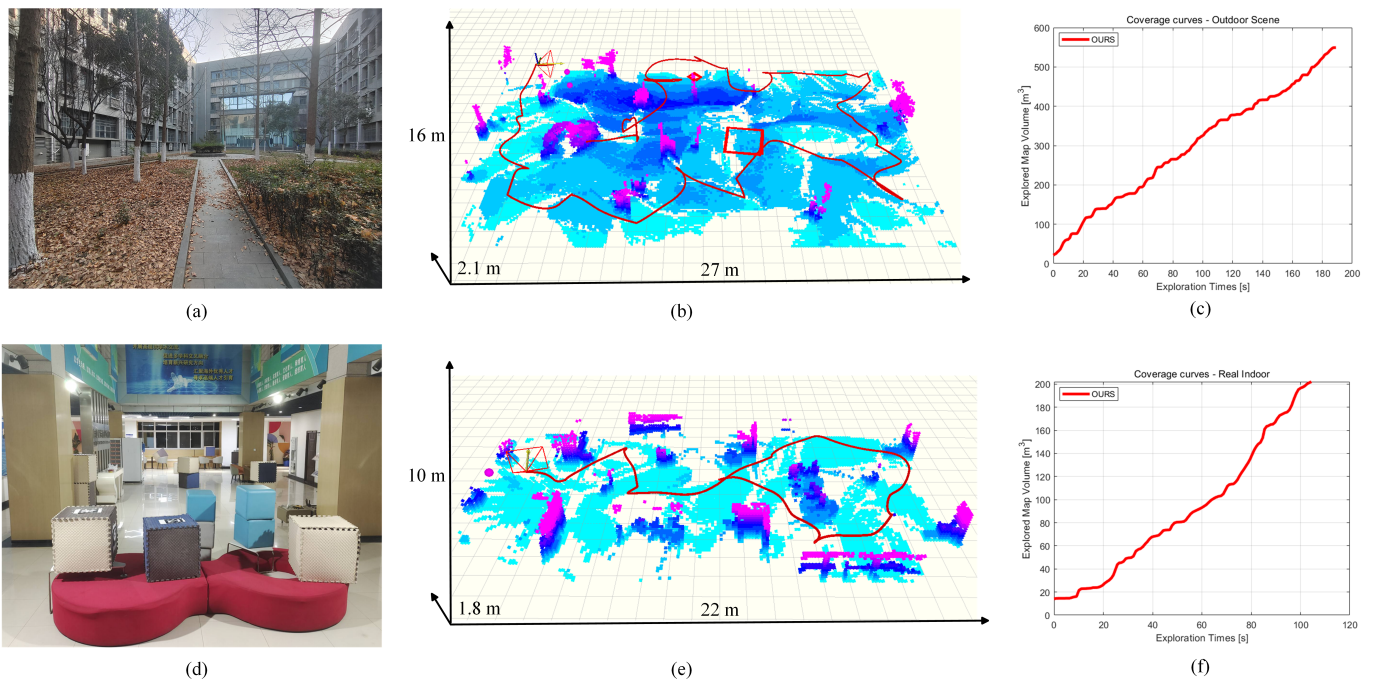 16 m
2.1 m
27 m
(a)
(b)
Coverage curves - Outdoor Scene
OURS
Explored Map Volume [m³]
600
500
400
300
200
100
0
0 20 40 60 80 100 120 140 160 180 200
Exploration Times [s]
(c)
10 m
1.8 m
22 m
(d)
(e)
Coverage curves - Real Indoor
OURS
Explored Map Volume [m³]
200
180
160
140
120
100
80
60
40
20
0
0 20 40 60 80 100 120
Exploration Times [s]
(f)